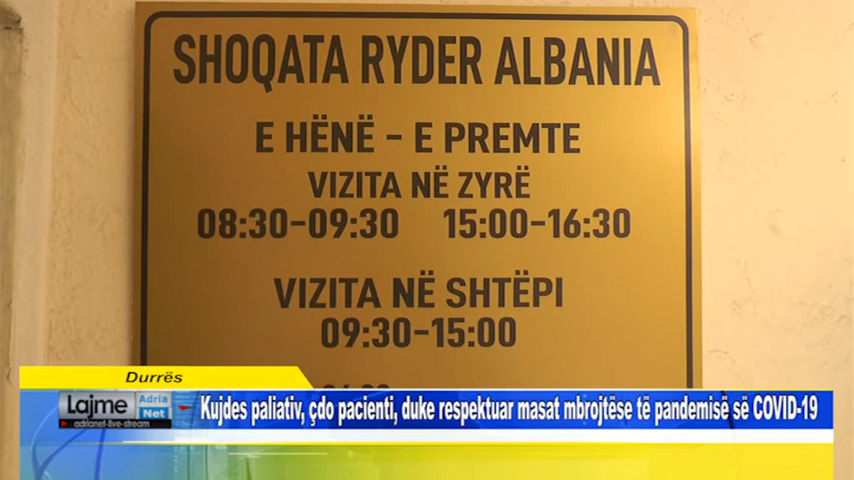 SHOQATA RYDER ALBANIA
E HËNË – E PREMTE
VIZITA NË ZYRË
08:30–09:30 15:00–16:30
VIZITA NË SHTËPI
09:30–15:00
Durrës
Lajme Adria Net
adrianet-live-stream
Kujdes paliativ, çdo pacienti, duke respektuar masat mbrojtëse të pandemisë së COVID-19